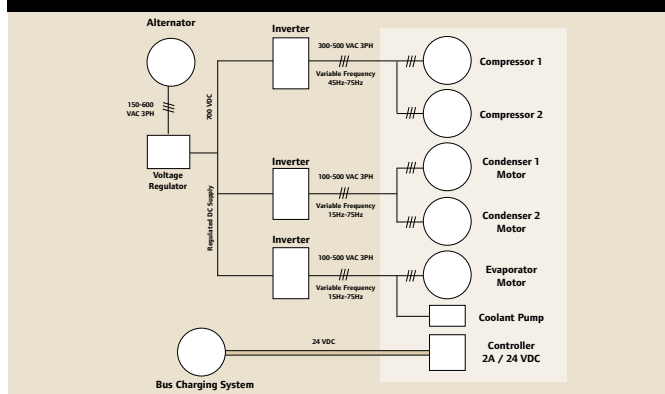 Alternator
150-600
VAC 3PH
Voltage
Regulator
700 VDC
Regulated DC Supply
Inverter
300-500 VAC 3PH
Variable Frequency
45Hz-75Hz
Compressor 1
Compressor 2
Inverter
100-500 VAC 3PH
Variable Frequency
15Hz-75Hz
Condenser 1
Motor
Condenser 2
Motor
Inverter
100-500 VAC 3PH
Variable Frequency
15Hz-75Hz
Evaporator
Motor
Coolant Pump
24 VDC
Controller
2A / 24 VDC
Bus Charging System